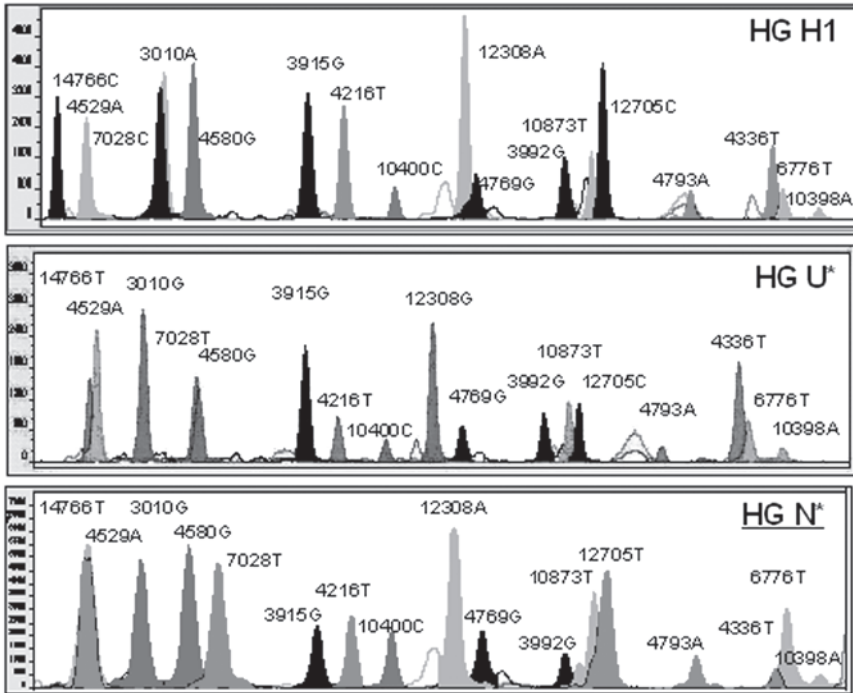 HG H1
3010A
12308A
14766C
3915G
4529A
4216T
12705C
7028C
4580G
10873T
10400C
3992G
4336T
4769G
4793A
6776T
10398A
HG U*
14766T
3010G
4529A
3915G
12308G
7028T
10873T
4336T
4580G
4216T
3992G
12705C
4769G
4793A
6776T
10400C
10398A
HG N*
14766T
3010G
12308A
4529A
4580G
7028T
12705T
10873T
6776T
4216T
3915G
10400C
4769G
3992G
4793A
4336T
10398A